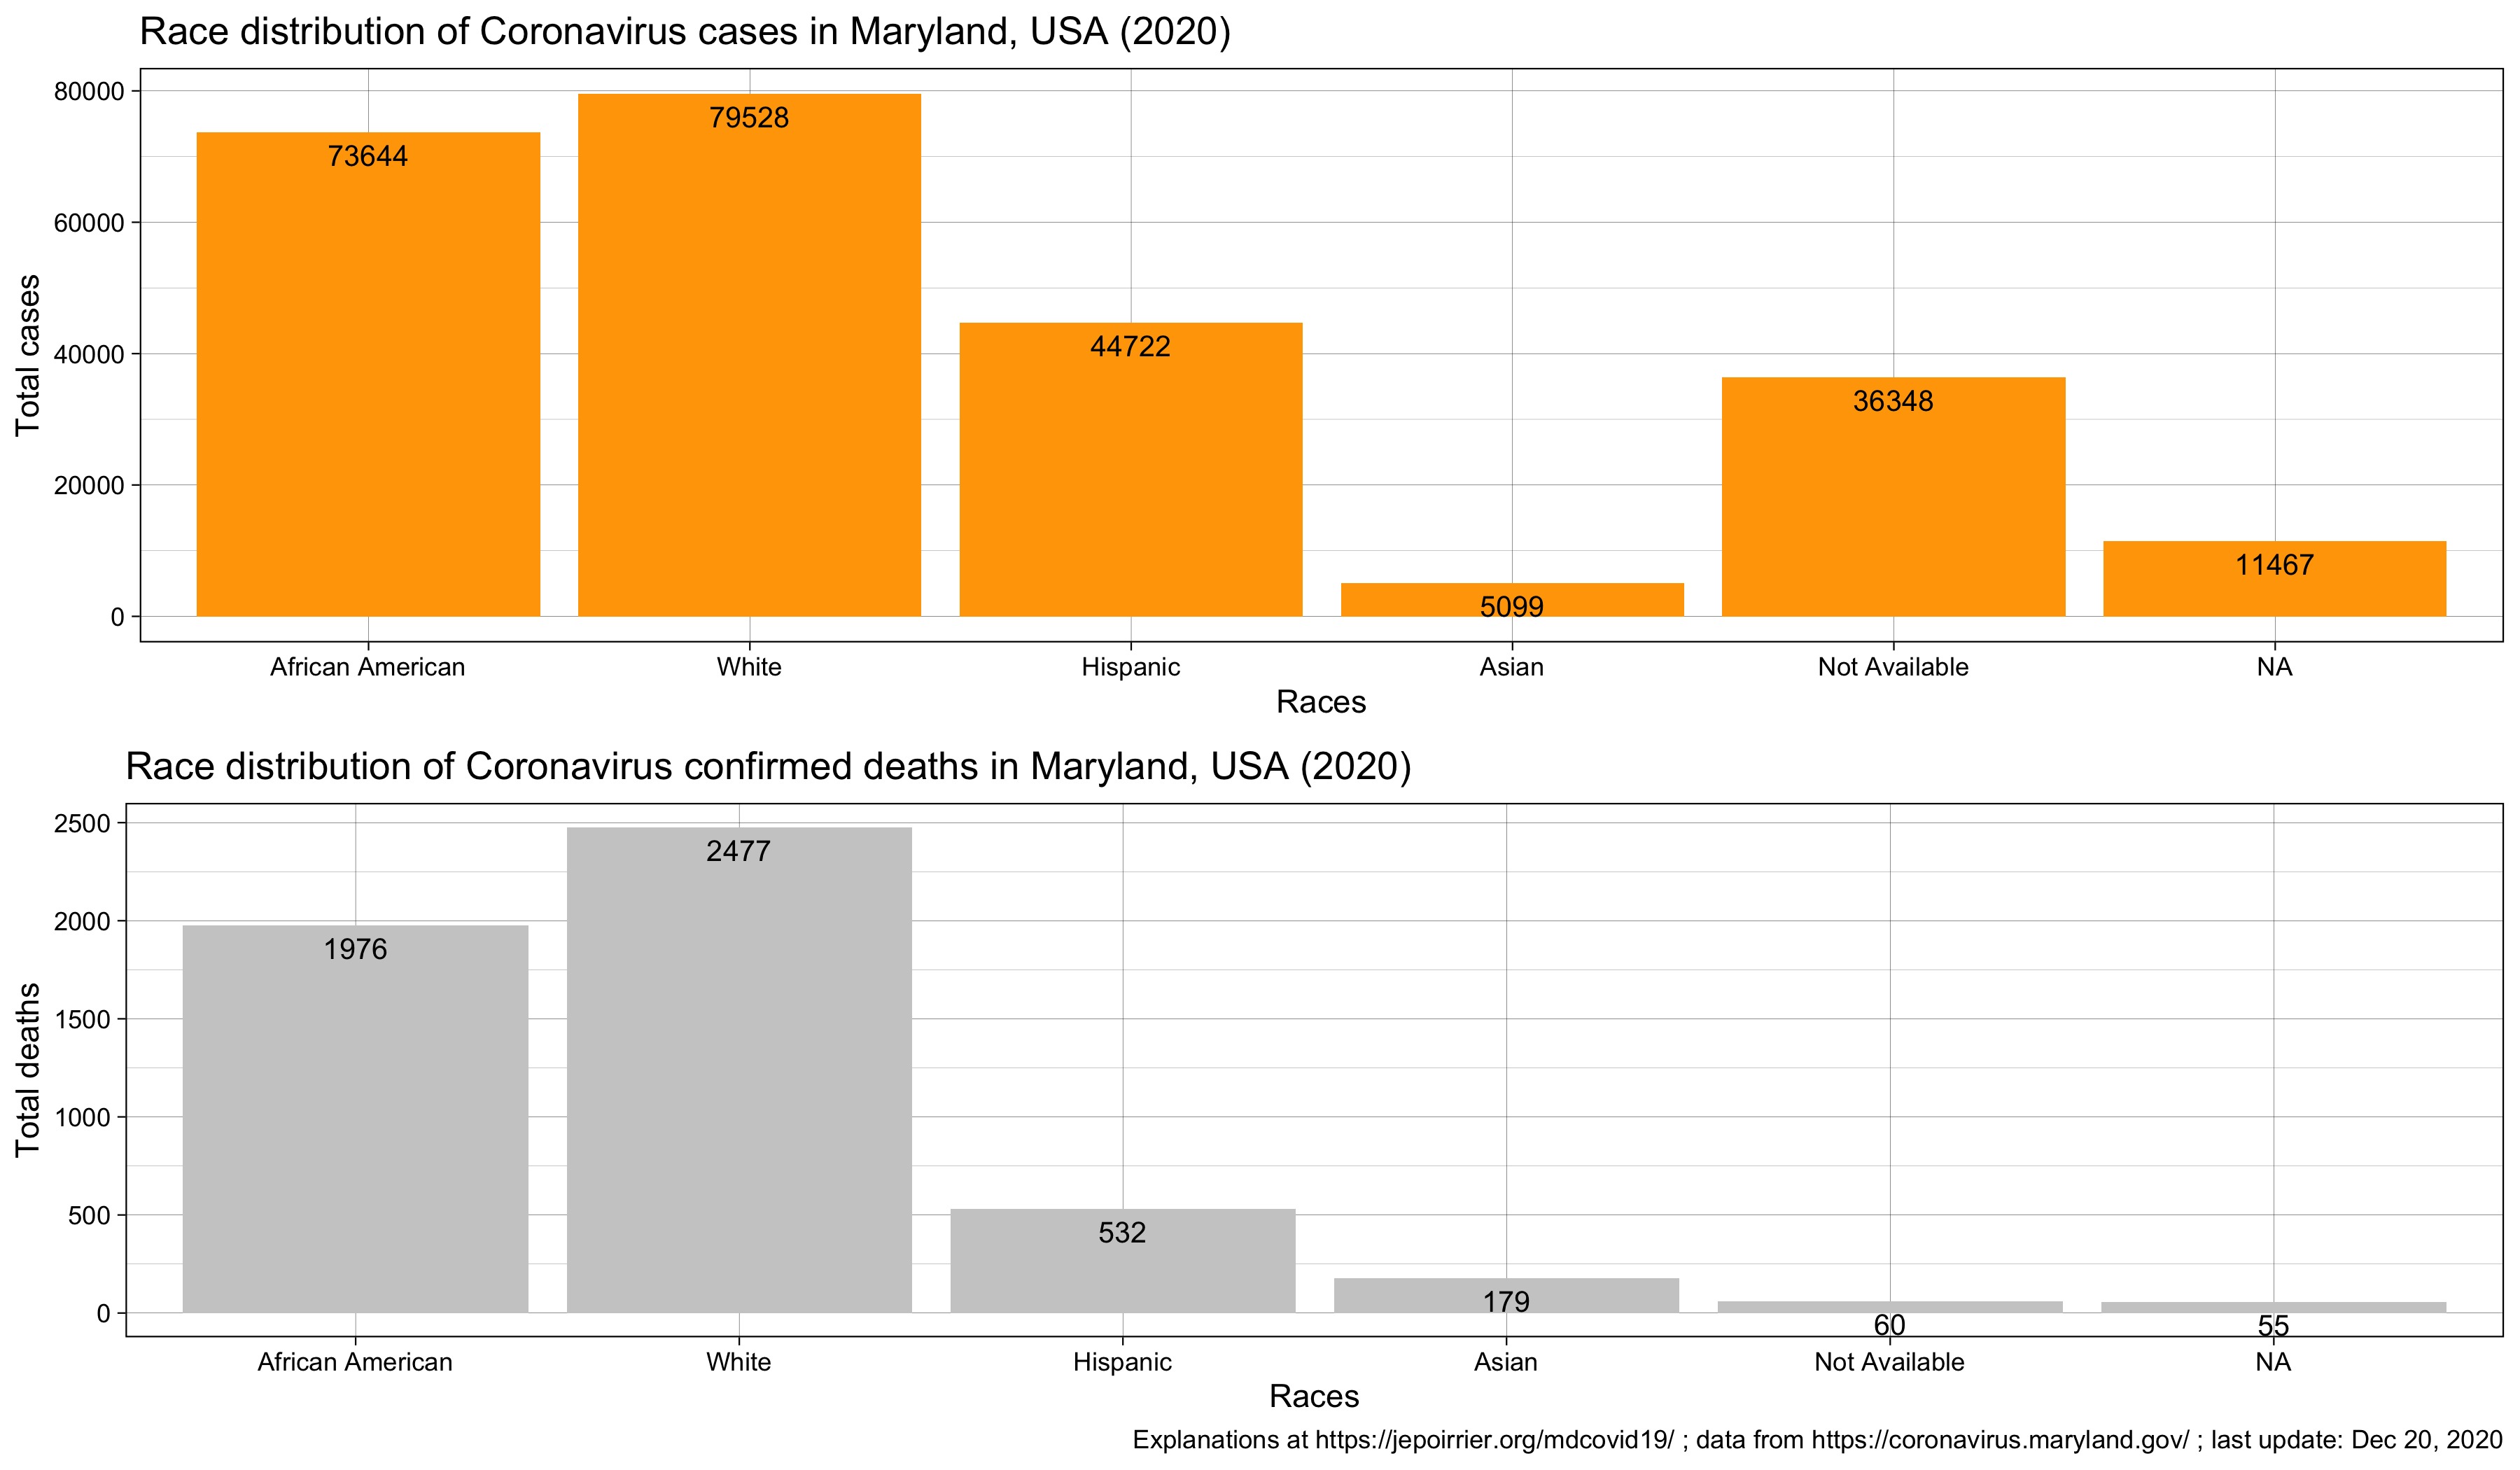 Race distribution of Coronavirus cases in Maryland, USA (2020)
Total cases
80000
60000
40000
20000
0
73644
79528
44722
5099
36348
11467
African American
White
Hispanic
Asian
Not Available
NA
Races
Race distribution of Coronavirus confirmed deaths in Maryland, USA (2020)
Total deaths
2500
2000
1500
1000
500
0
1976
2477
532
179
60
55
African American
White
Hispanic
Asian
Not Available
NA
Races
Explanations at https://jepoirrier.org/mdcovid19/ ; data from https://coronavirus.maryland.gov/ ; last update: Dec 20, 2020